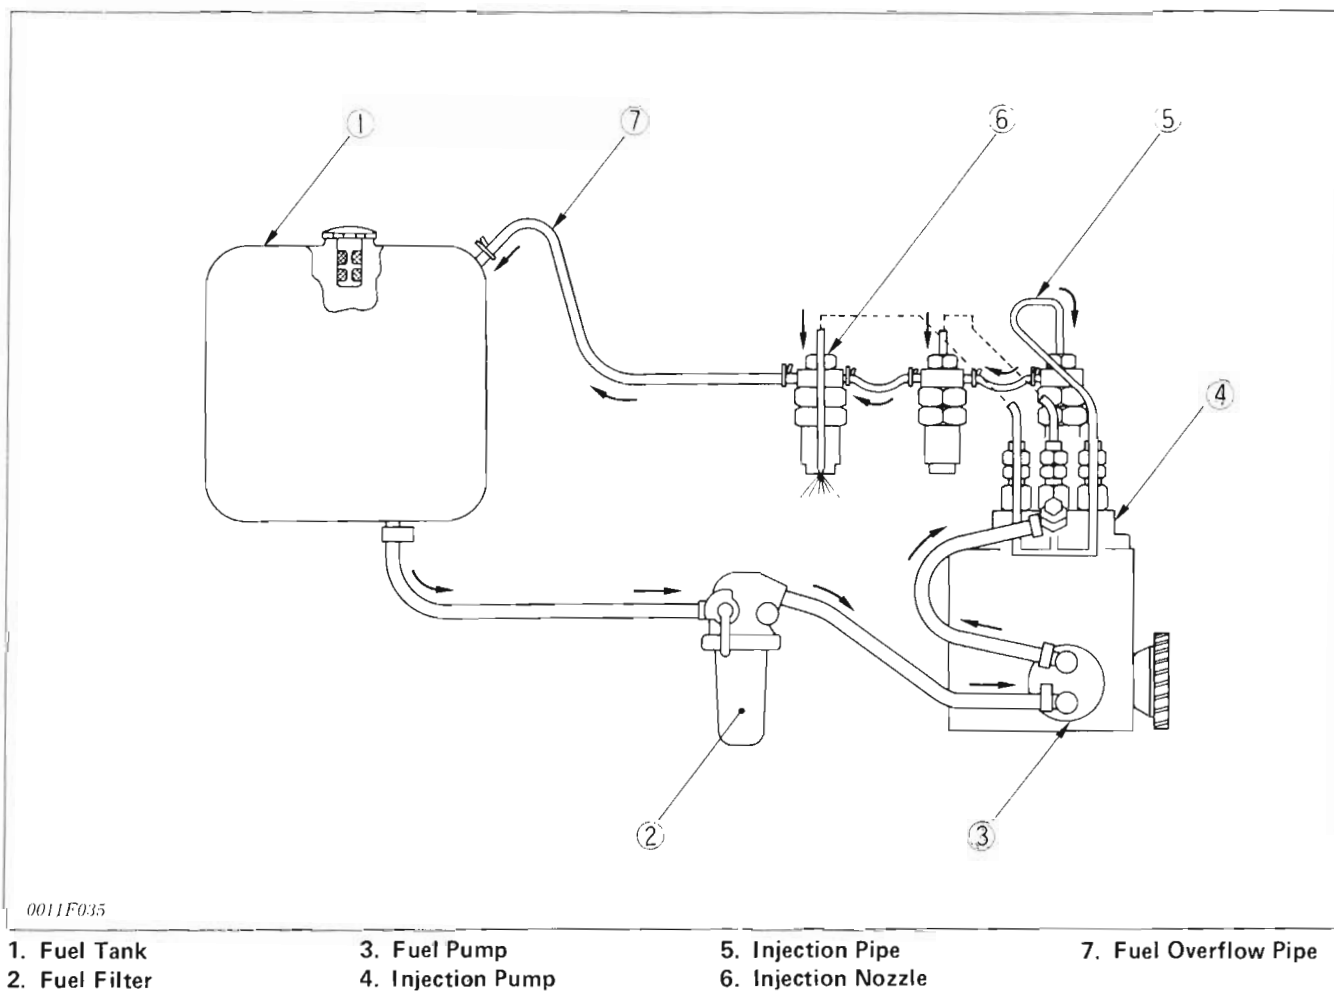 1 7 6 5
4
2 3
0011F035
1. Fuel Tank 3. Fuel Pump 5. Injection Pipe 7. Fuel Overflow Pipe
2. Fuel Filter 4. Injection Pump 6. Injection Nozzle